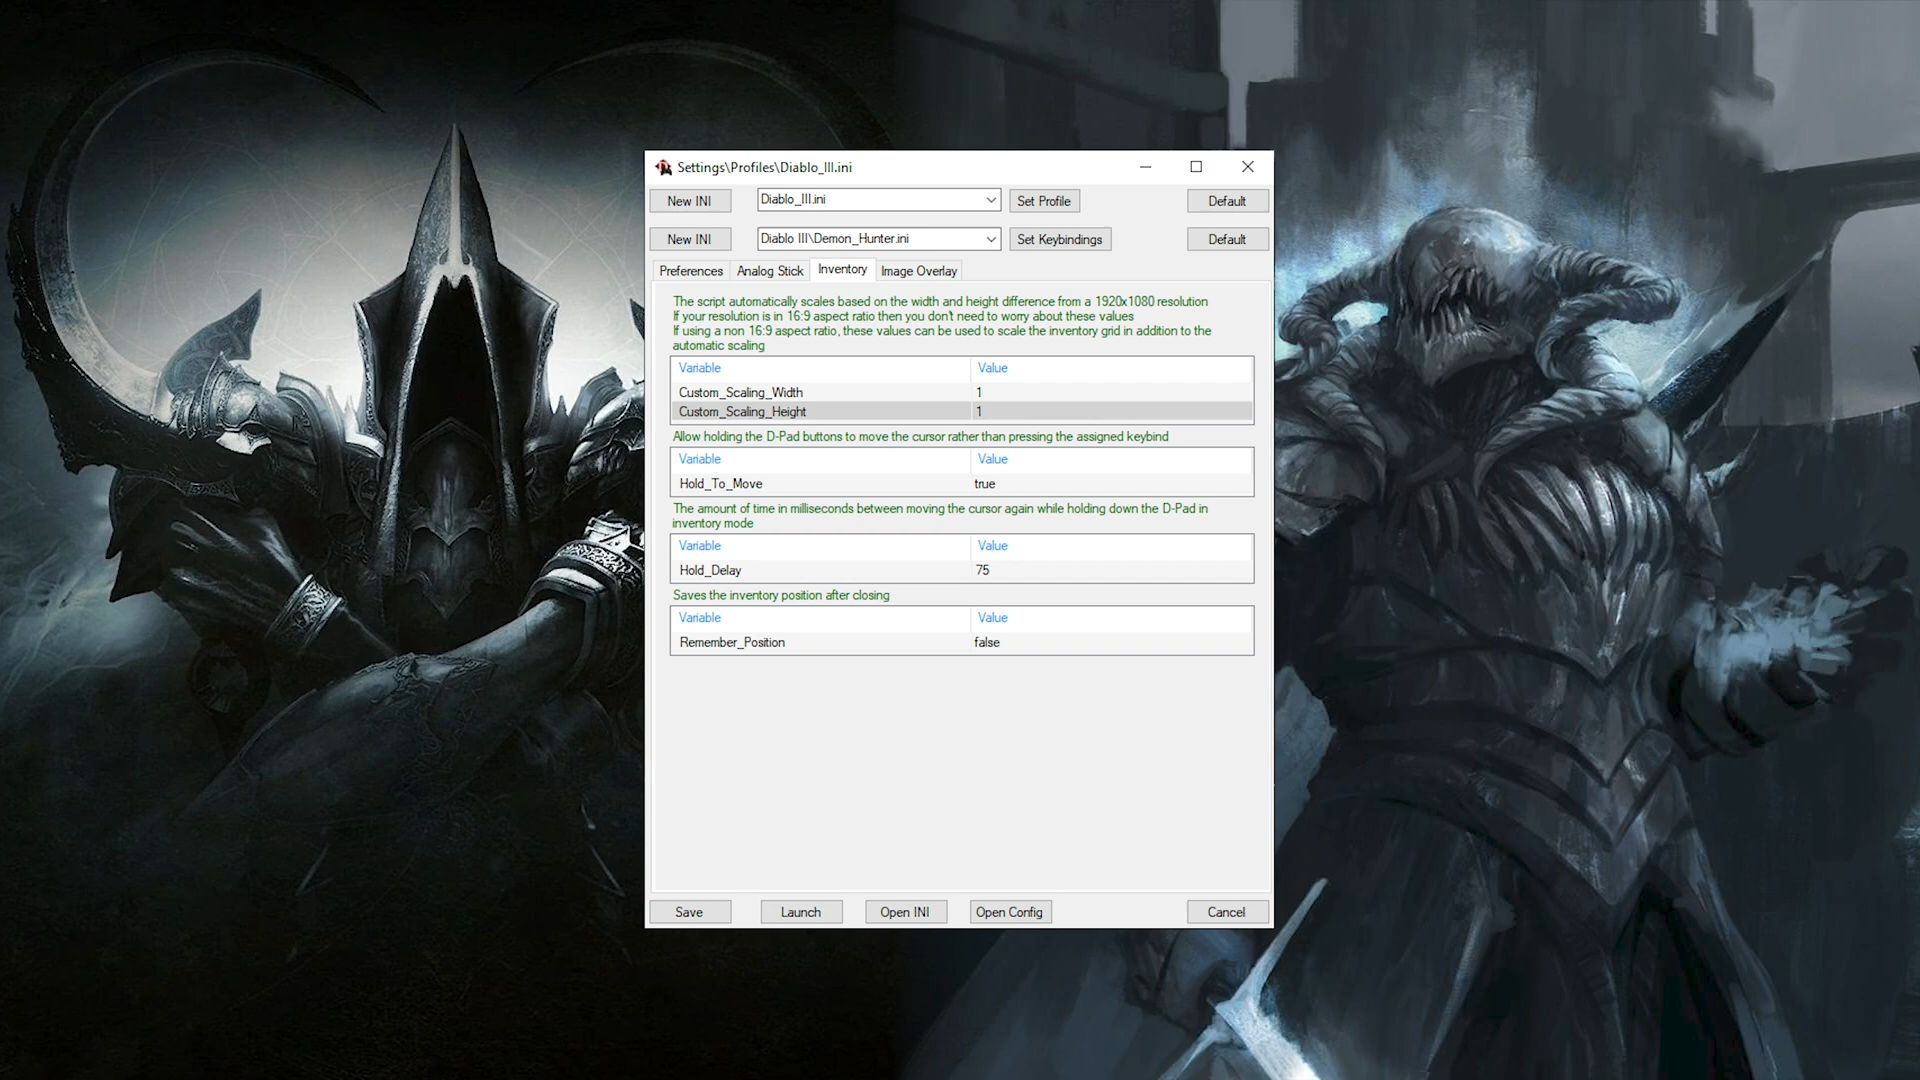 Settings\Profiles\Diablo_III.ini
New INI Diablo_III.ini Set Profile Default
New INI Diablo III\Demon_Hunter.ini Set Keybindings Default
Preferences Analog Stick Inventory Image Overlay
The script automatically scales based on the width and height difference from a 1920x1080 resolution
If your resolution is in 16:9 aspect ratio then you don't need to worry about these values
If using a non 16:9 aspect ratio, these values can be used to scale the inventory grid in addition to the
automatic scaling
Variable Value
Custom_Scaling_Width 1
Custom_Scaling_Height 1
Allow holding the D-Pad buttons to move the cursor rather than pressing the assigned keybind
Variable Value
Hold_To_Move true
The amount of time in milliseconds between moving the cursor again while holding down the D-Pad in
inventory mode
Variable Value
Hold_Delay 75
Saves the inventory position after closing
Variable Value
Remember_Position false
Save Launch Open INI Open Config Cancel